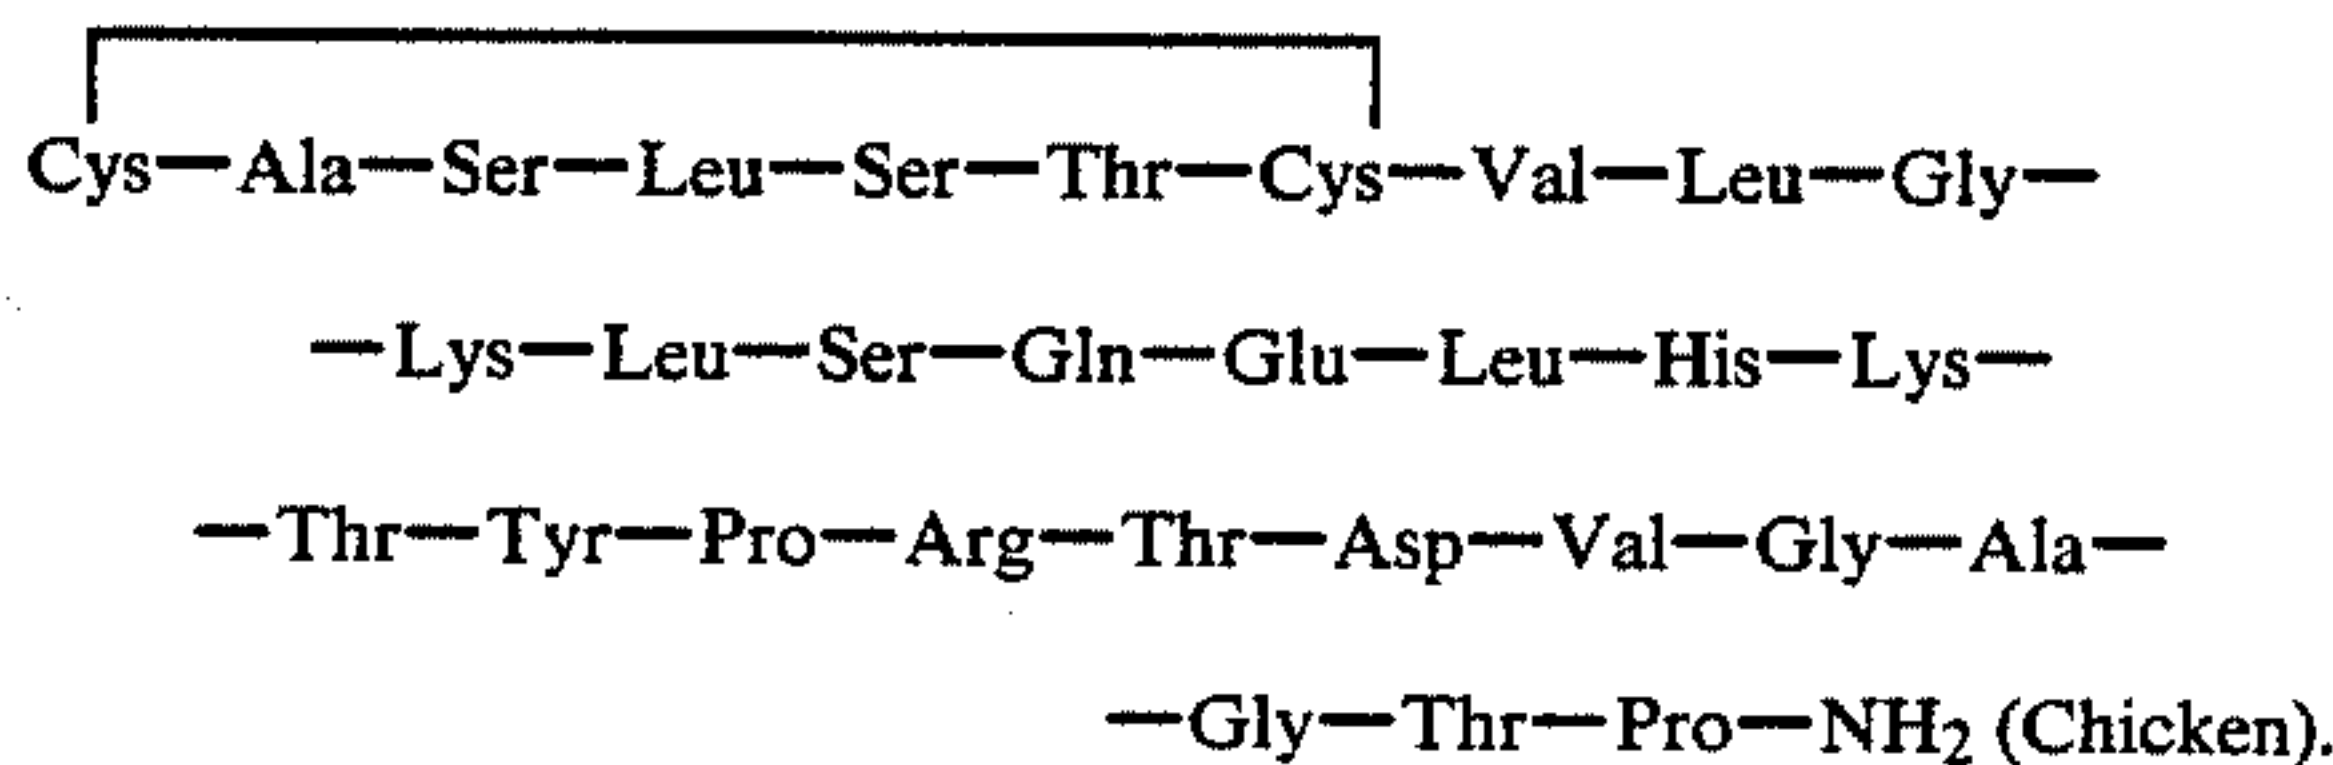 Cys—Ala—Ser—Leu—Ser—Thr—Cys—Val—Leu—Gly—
—Lys—Leu—Ser—Gln—Glu—Leu—His—Lys—
—Thr—Tyr—Pro—Arg—Thr—Asp—Val—Gly—Ala—
—Gly—Thr—Pro—NH₂ (Chicken).